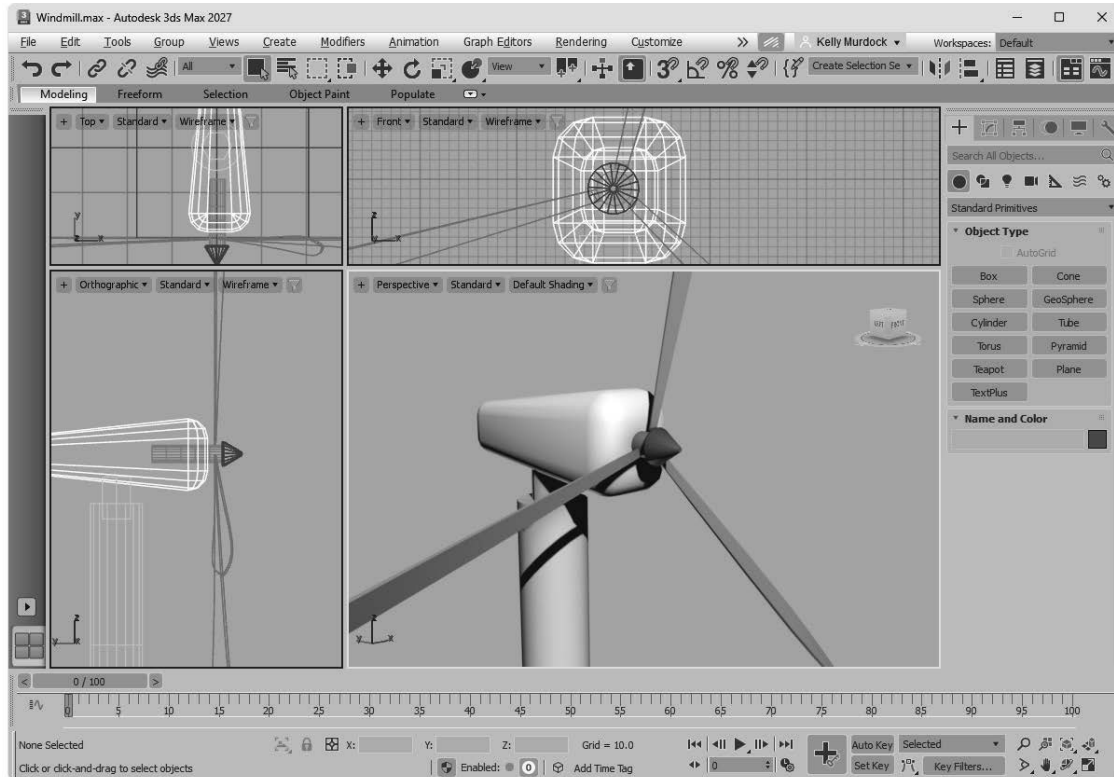 Windmill.max - Autodesk 3ds Max 2027
File Edit Tools Group Views Create Modifiers Animation Graph Editors Rendering Customize Kelly Murdock Workspaces: Default
All View Create Selection Se
Modeling Freeform Selection Object Paint Populate
+ Top Standard Wireframe
+ Front Standard Wireframe
Search All Objects...
Standard Primitives
Object Type
AutoGrid
Box Cone
Sphere GeoSphere
Cylinder Tube
Torus Pyramid
Teapot Plane
TextPlus
Name and Color
+ Orthographic Standard Wireframe
+ Perspective Standard Default Shading
FRONT
0 / 100
0 5 10 15 20 25 30 35 40 45 50 55 60 65 70 75 80 85 90 95 100
None Selected X: Y: Z: Grid = 10.0 Auto Key Selected
Click or click-and-drag to select objects Enabled: 0 Add Time Tag 0 Set Key Key Filters...